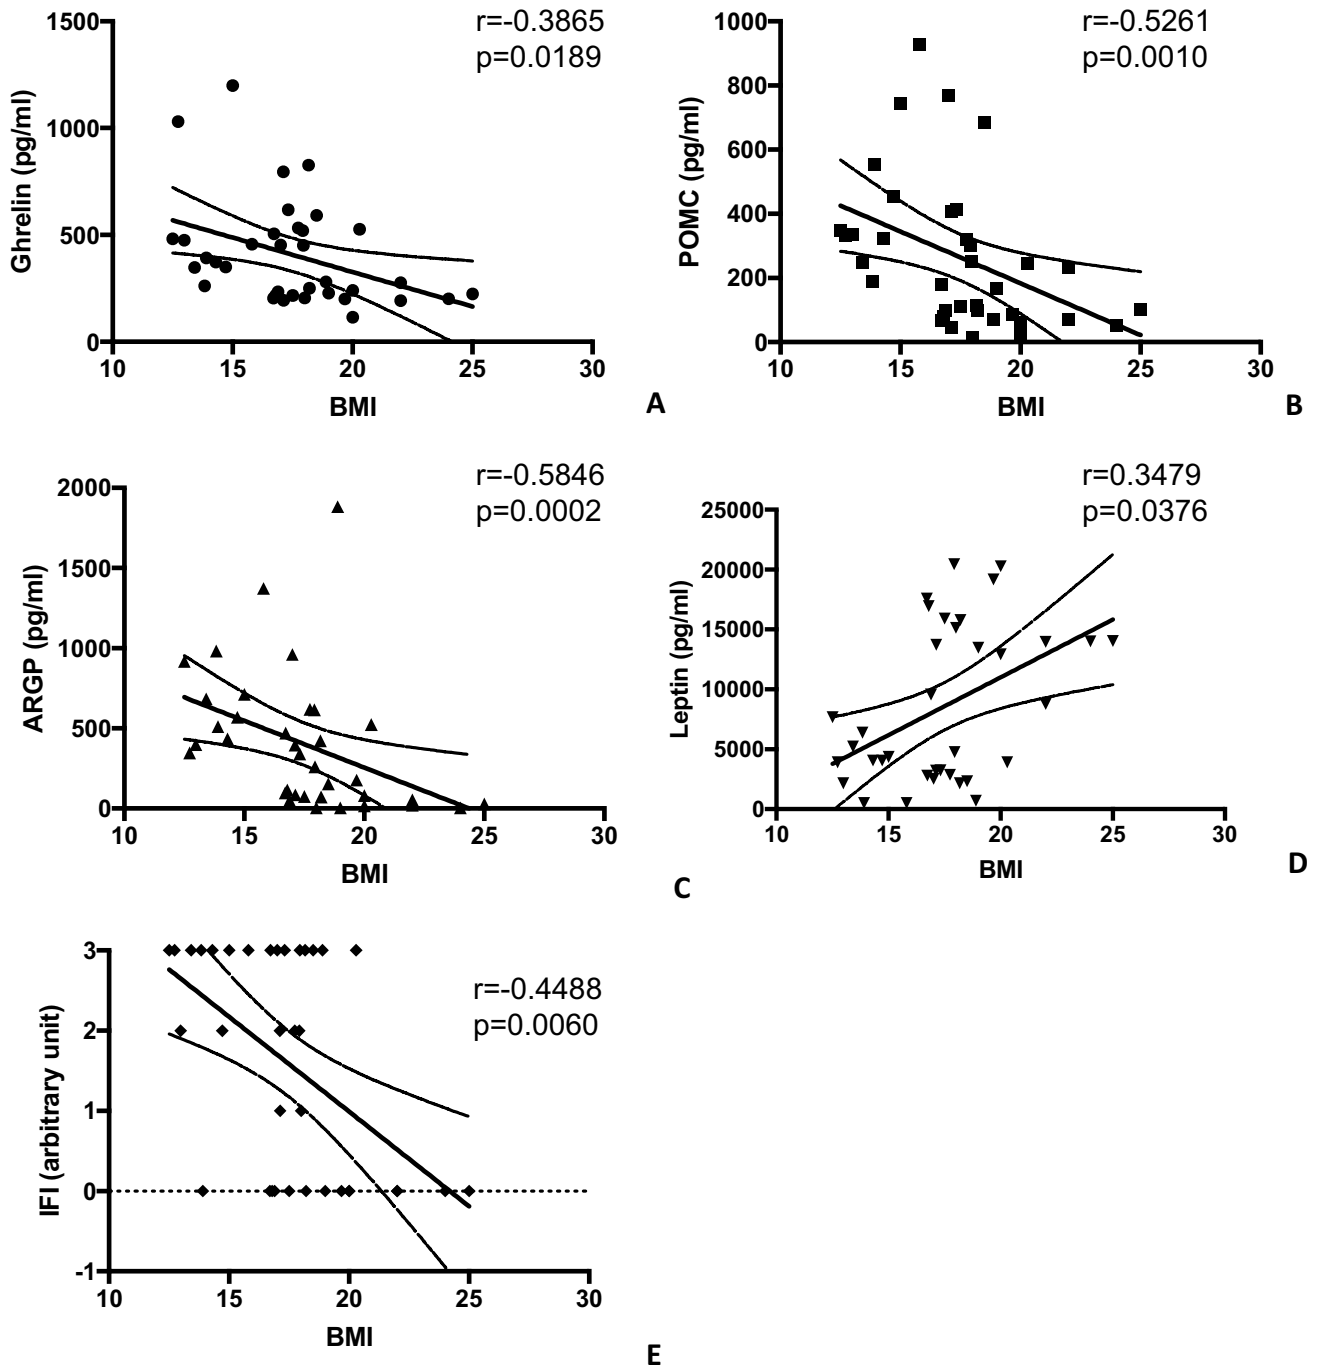 r=-0.3865
p=0.0189
1500
1000
500
0
Ghrelin (pg/ml)
10 15 20 25 30
BMI
A
r=-0.5261
p=0.0010
1000
800
600
400
200
0
POMC (pg/ml)
10 15 20 25 30
BMI
B
r=-0.5846
p=0.0002
2000
1500
1000
500
0
ARGP (pg/ml)
10 15 20 25 30
BMI
C
r=0.3479
p=0.0376
25000
20000
15000
10000
5000
0
Leptin (pg/ml)
10 15 20 25 30
BMI
D
r=-0.4488
p=0.0060
3
2
1
0
-1
IFI (arbitrary unit)
10 15 20 25 30
BMI
E